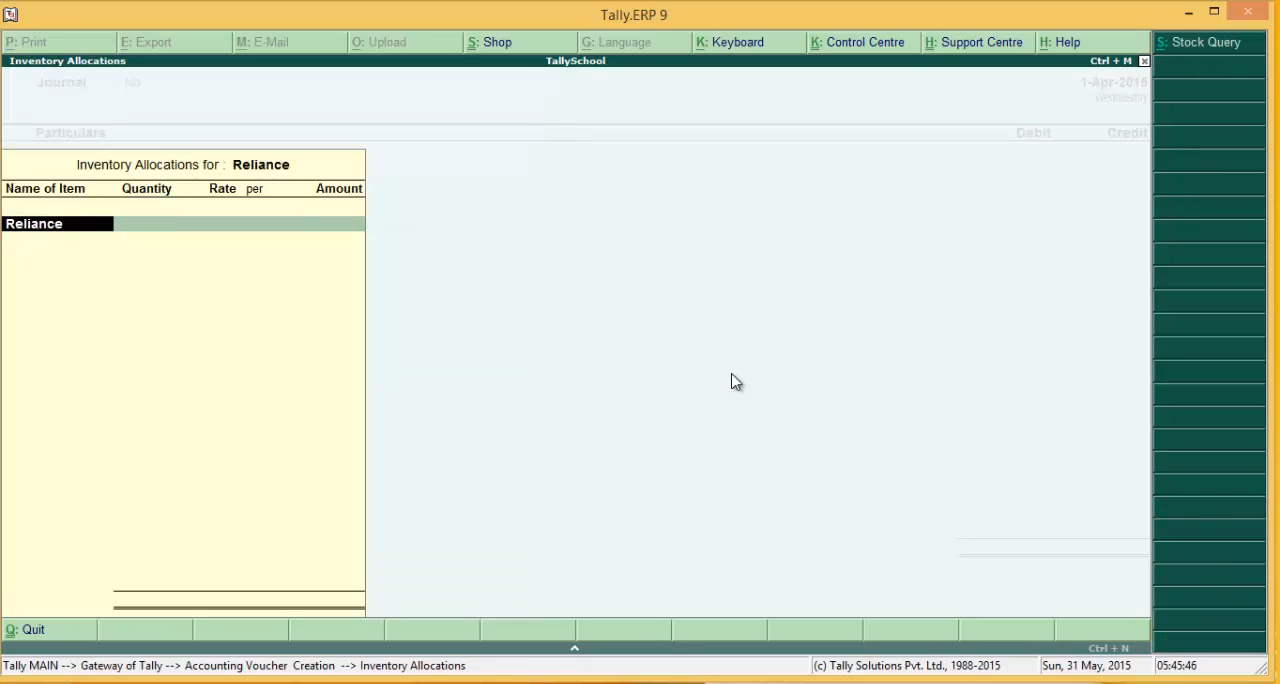 Tally.ERP 9
P: Print E: Export M: E-Mail O: Upload S: Shop G: Language K: Keyboard K: Control Centre H: Support Centre H: Help S: Stock Query
Inventory Allocations TallySchool Ctrl + M
Journal No 1-Apr-2015
Wednesday
Particulars Debit Credit
Inventory Allocations for : Reliance
Name of Item Quantity Rate per Amount
Reliance
Q: Quit
Ctrl + N
Tally MAIN --> Gateway of Tally --> Accounting Voucher Creation --> Inventory Allocations (c) Tally Solutions Pvt. Ltd., 1988-2015 Sun, 31 May, 2015 05:45:46